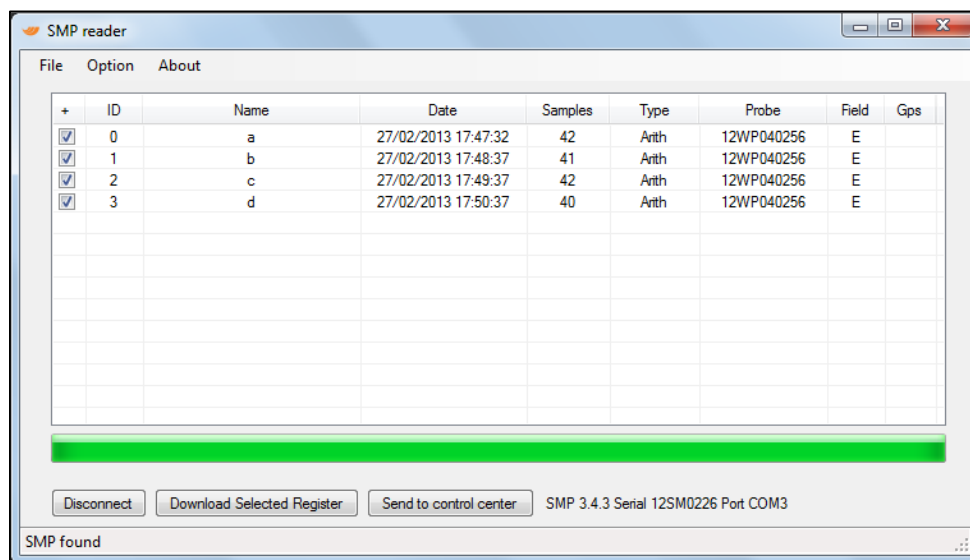 SMP reader
File Option About
+ ID Name Date Samples Type Probe Field Gps
0 a 27/02/2013 17:47:32 42 Arith 12WP040256 E
1 b 27/02/2013 17:48:37 41 Arith 12WP040256 E
2 c 27/02/2013 17:49:37 42 Arith 12WP040256 E
3 d 27/02/2013 17:50:37 40 Arith 12WP040256 E
Disconnect Download Selected Register Send to control center SMP 3.4.3 Serial 12SM0226 Port COM3
SMP found